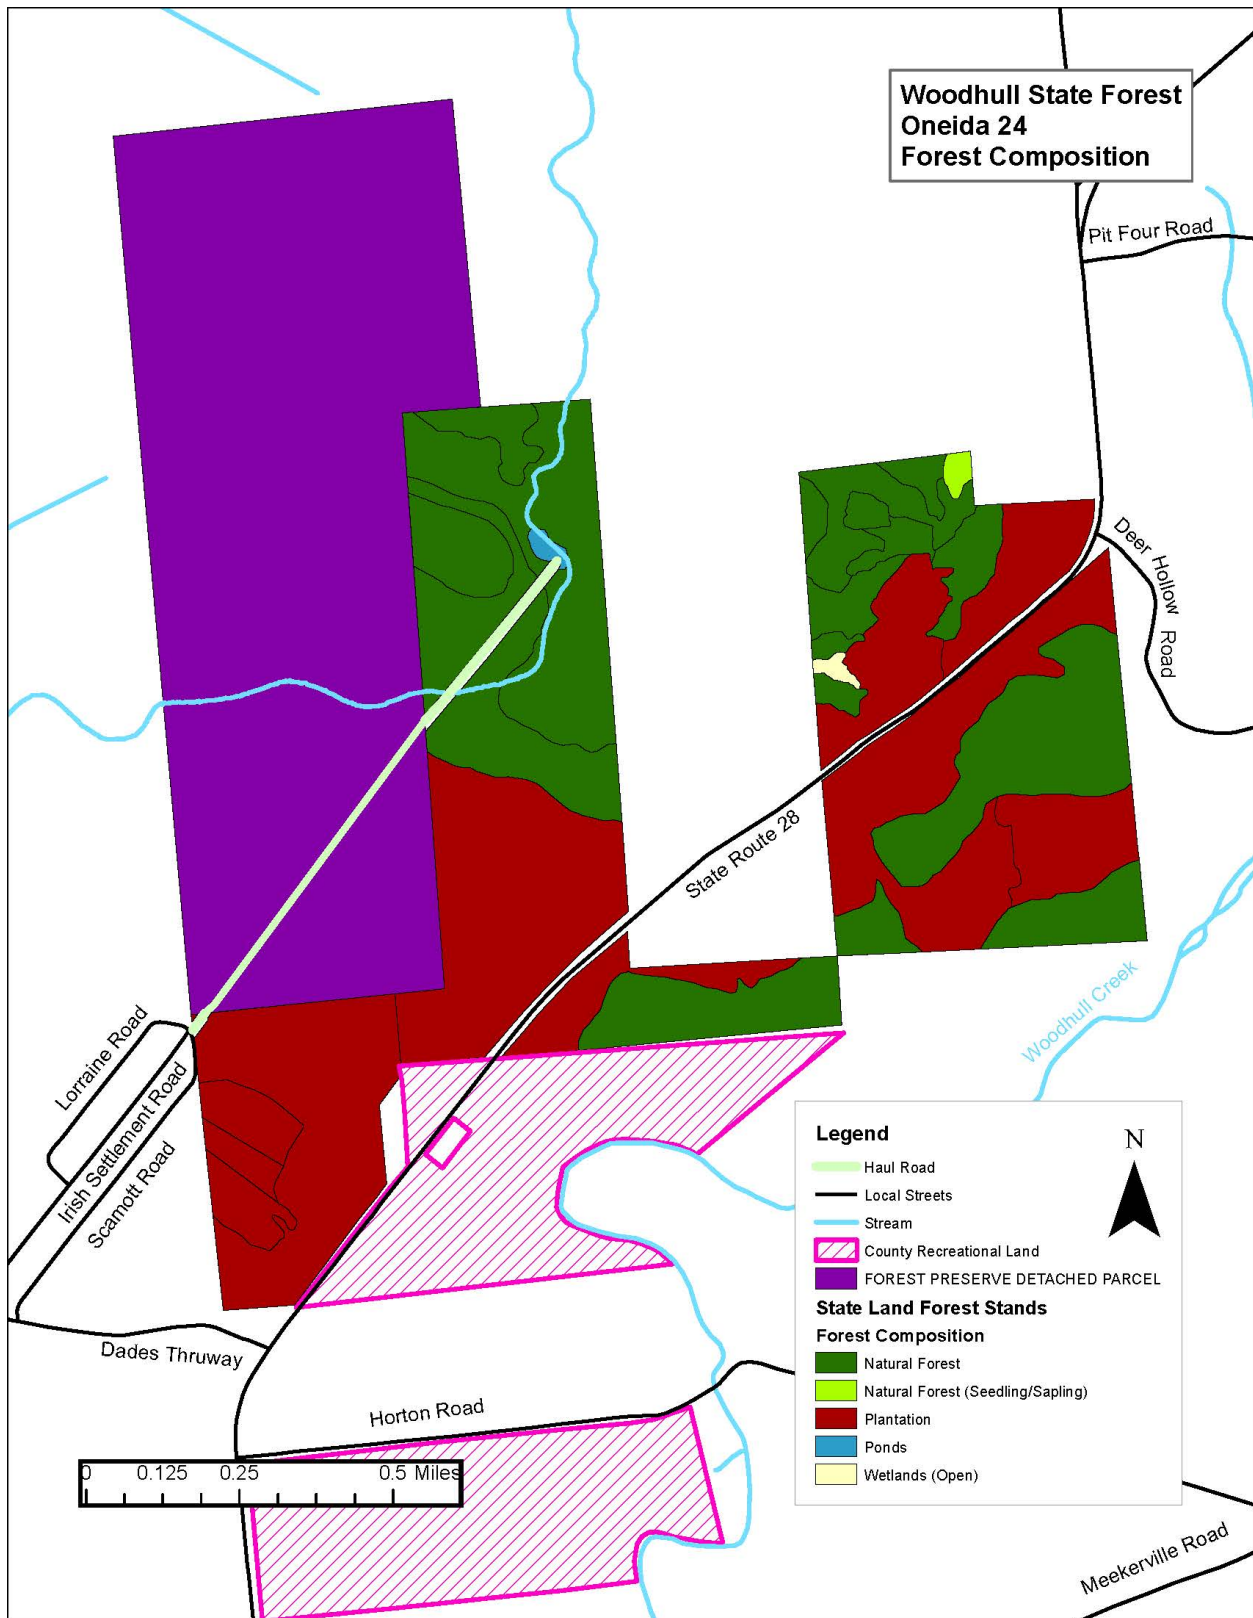 Woodhull State Forest
Oneida 24
Forest Composition
Pit Four Road
Deer Hollow Road
State Route 28
Woodhull Creek
Lorraine Road
Irish Settlement Road
Scamott Road
Dades Thruway
Horton Road
0 0.125 0.25 0.5 Miles
Meekerville Road
Legend
N
Haul Road
Local Streets
Stream
County Recreational Land
FOREST PRESERVE DETACHED PARCEL
State Land Forest Stands
Forest Composition
Natural Forest
Natural Forest (Seedling/Sapling)
Plantation
Ponds
Wetlands (Open)